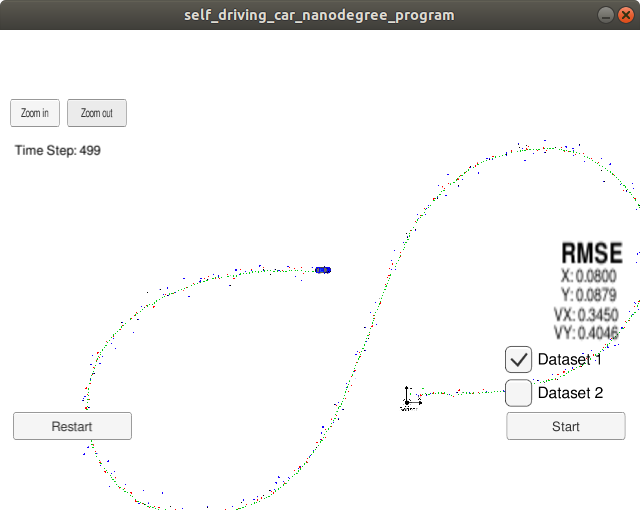 self_driving_car_nanodegree_program
Zoom in
Zoom out
Time Step: 499
RMSE
X: 0.0800
Y: 0.0879
VX: 0.3450
VY: 0.4046
Dataset 1
Dataset 2
Restart
Start